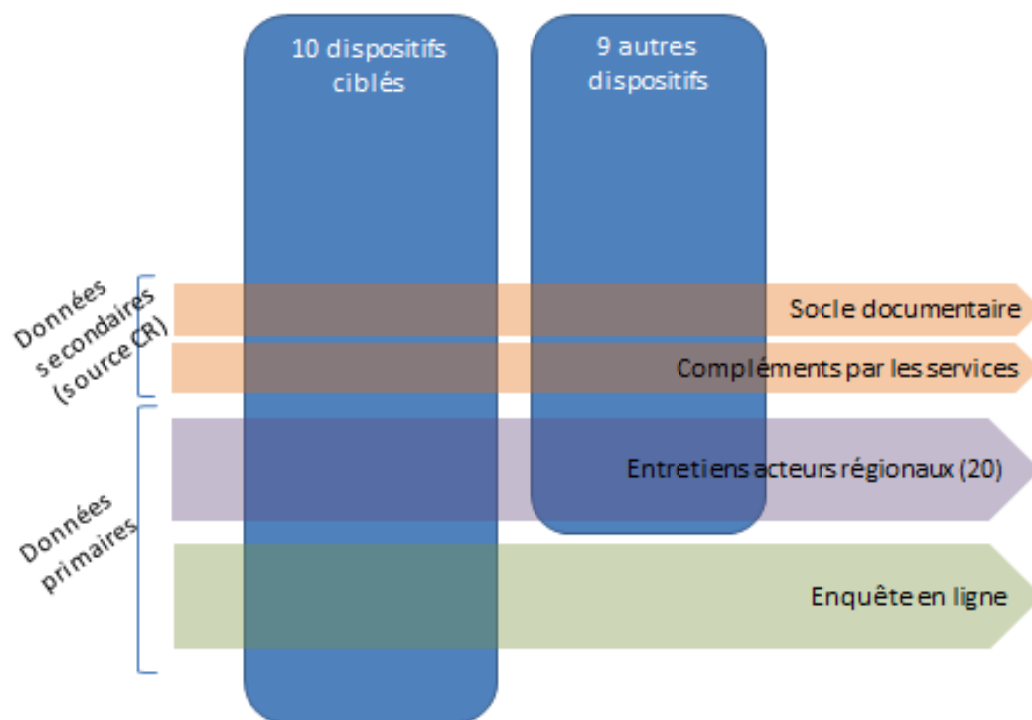 10 dispositifs
ciblés
9 autres
dispositifs
Données
secondaires
(source CR)
Socle documentaire
Compléments par les services
Données
primaires
Entretiens acteurs régionaux (20)
Enquête en ligne